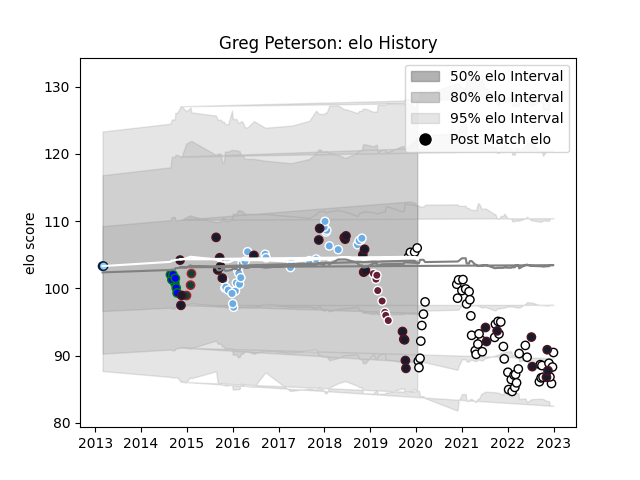 Greg Peterson: elo History
50% elo Interval
80% elo Interval
95% elo Interval
Post Match elo
elo score
130
120
110
100
90
80
2013 2014 2015 2016 2017 2018 2019 2020 2021 2022 2023